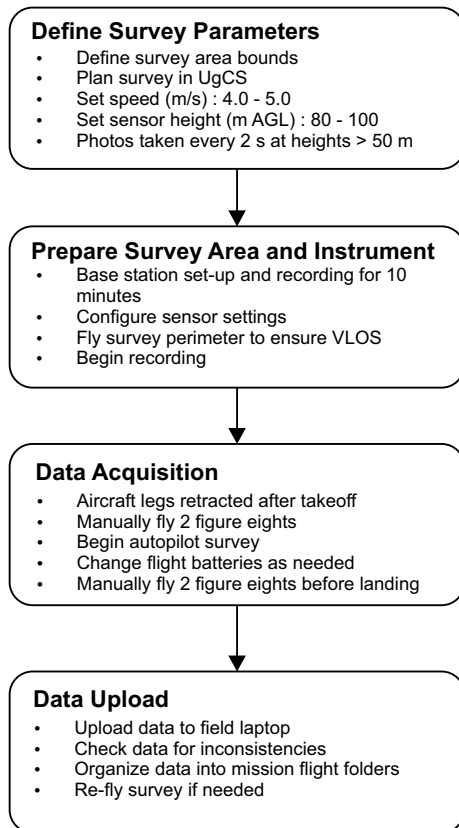 Define Survey Parameters
• Define survey area bounds
• Plan survey in UgCS
• Set speed (m/s) : 4.0 - 5.0
• Set sensor height (m AGL) : 80 - 100
• Photos taken every 2 s at heights > 50 m
Prepare Survey Area and Instrument
• Base station set-up and recording for 10
minutes
• Configure sensor settings
• Fly survey perimeter to ensure VLOS
• Begin recording
Data Acquisition
• Aircraft legs retracted after takeoff
• Manually fly 2 figure eights
• Begin autopilot survey
• Change flight batteries as needed
• Manually fly 2 figure eights before landing
Data Upload
• Upload data to field laptop
• Check data for inconsistencies
• Organize data into mission flight folders
• Re-fly survey if needed